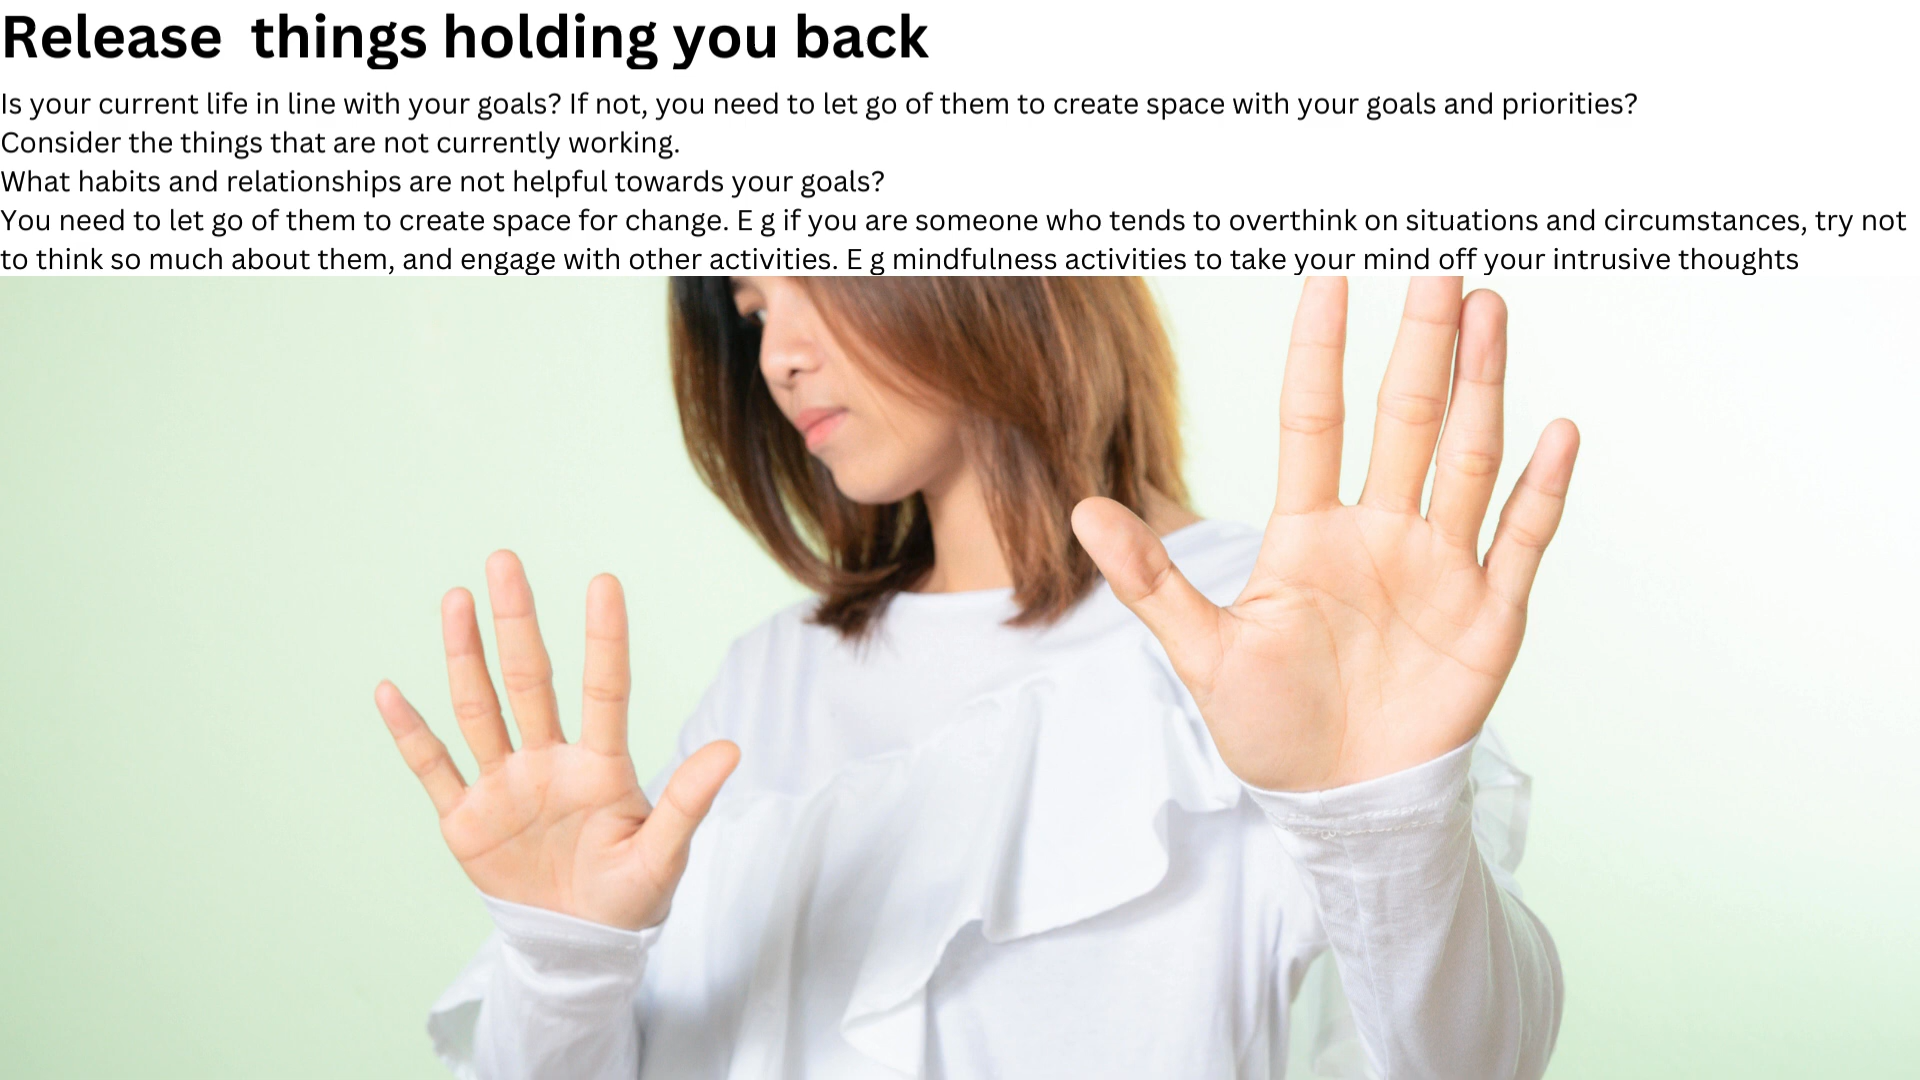 Release  things holding you back
Is your current life in line with your goals? If not, you need to let go of them to create space with your goals and priorities?
Consider the things that are not currently working.
What habits and relationships are not helpful towards your goals?
You need to let go of them to create space for change. E g if you are someone who tends to overthink on situations and circumstances, try not
to think so much about them, and engage with other activities. E g mindfulness activities to take your mind off your intrusive thoughts